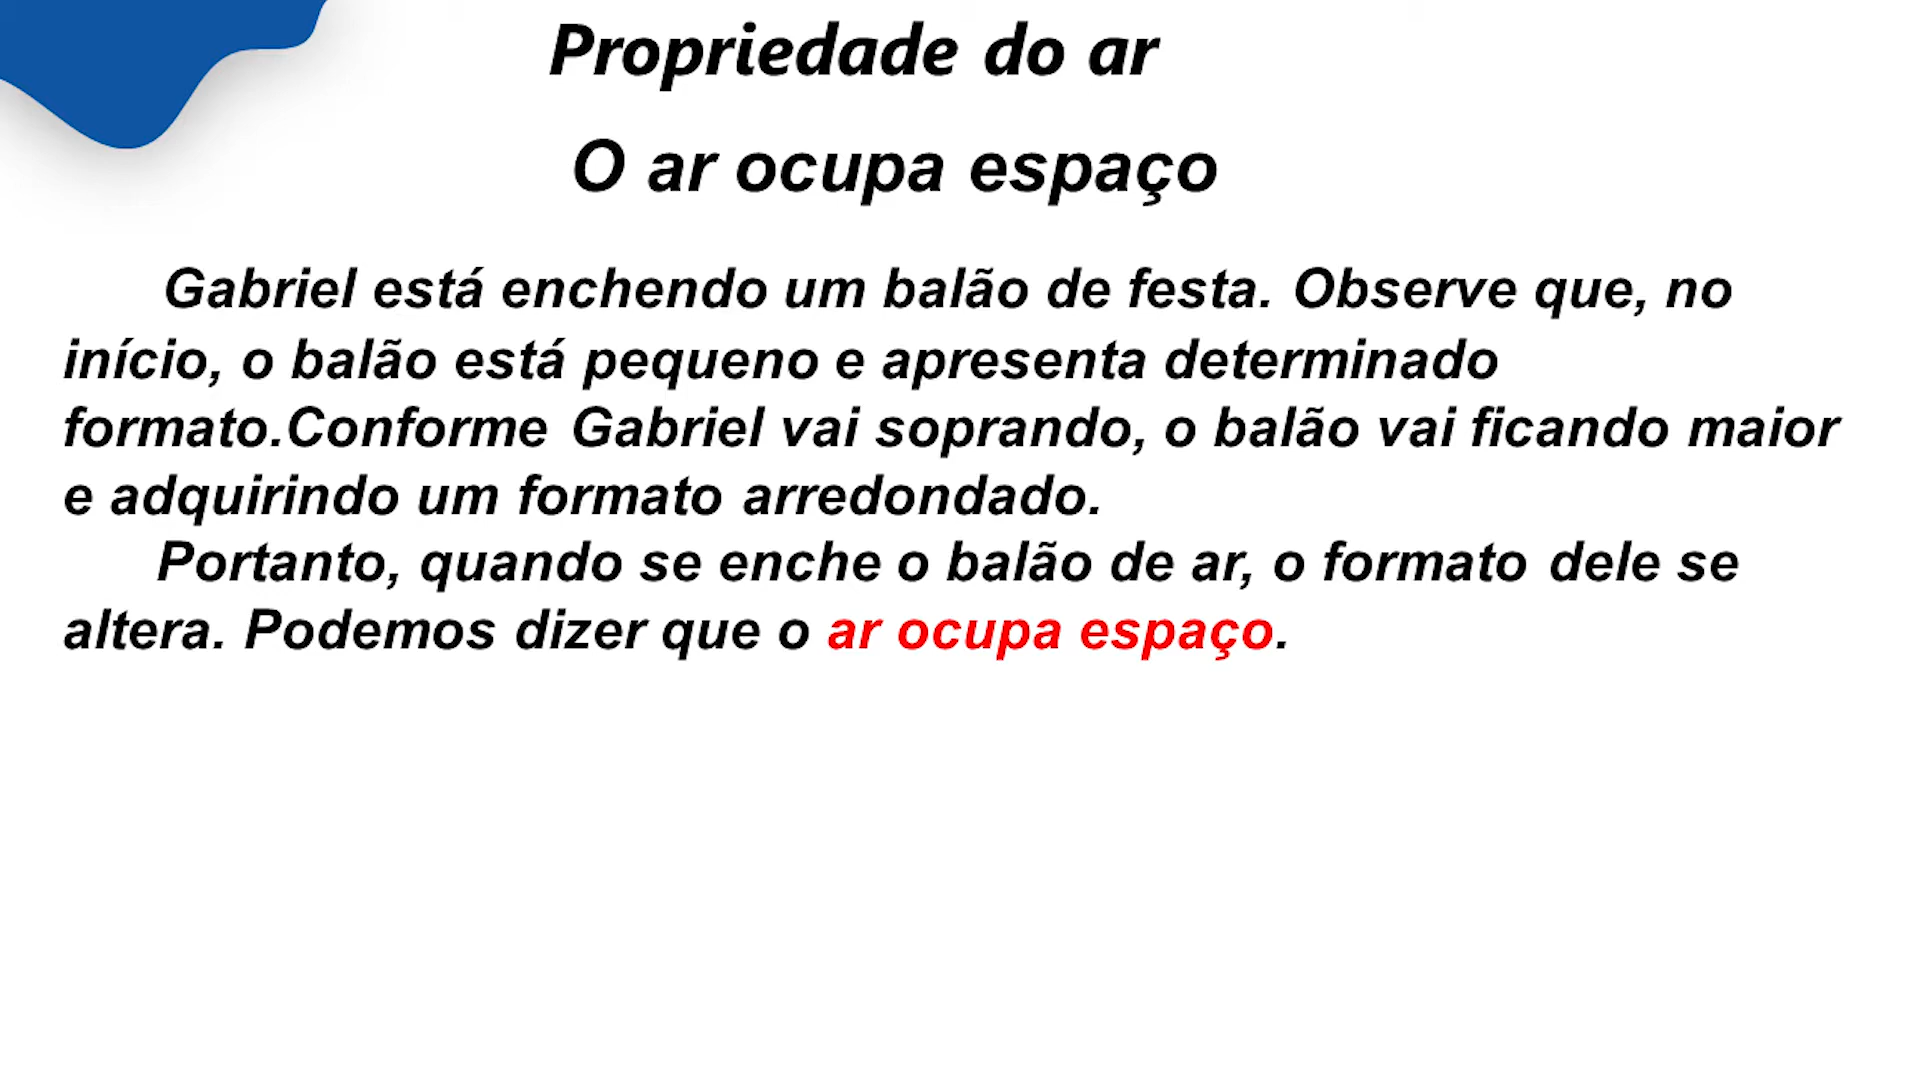 Propriedade do ar
O ar ocupa espaço
Gabriel está enchendo um balão de festa. Observe que, no
início, o balão está pequeno e apresenta determinado
formato.Conforme Gabriel vai soprando, o balão vai ficando maior
e adquirindo um formato arredondado.
Portanto, quando se enche o balão de ar, o formato dele se
altera. Podemos dizer que o ar ocupa espaço.